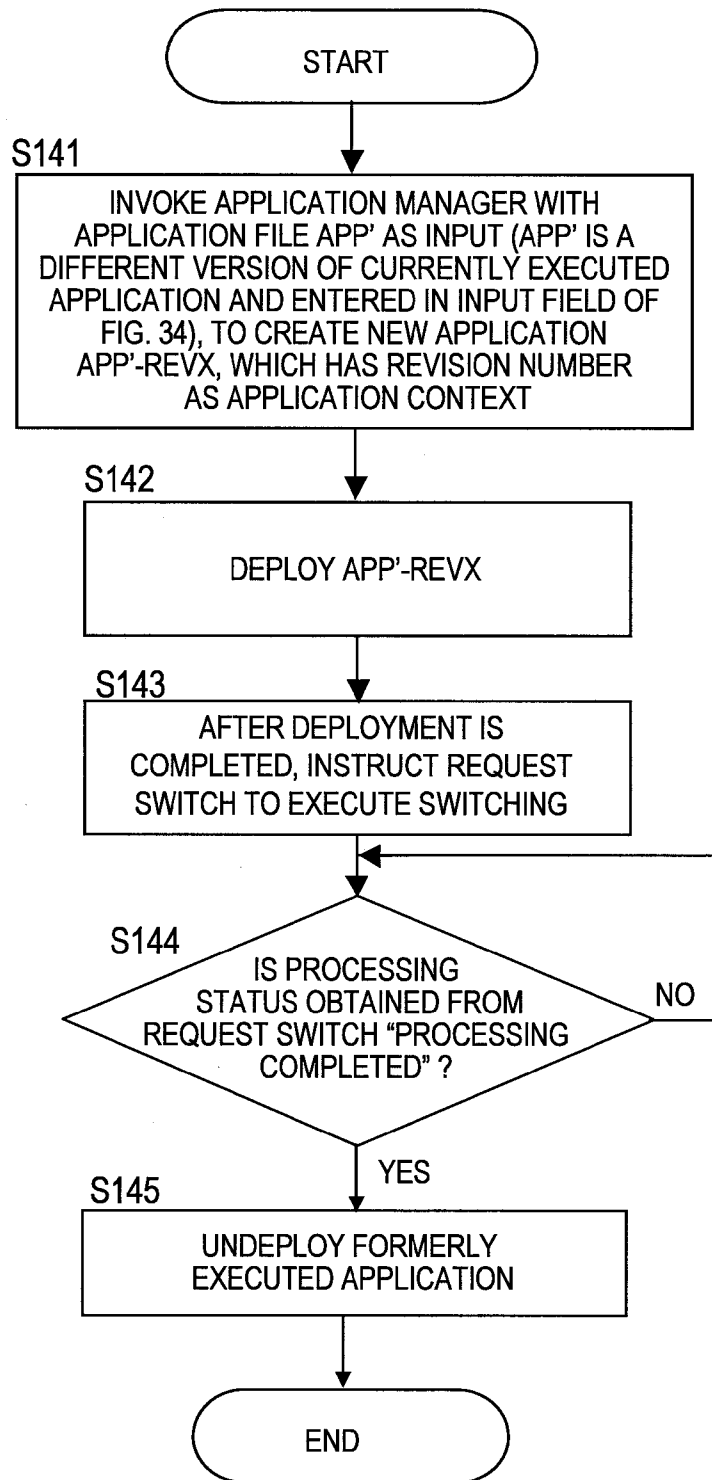 START
S141
INVOKE APPLICATION MANAGER WITH
APPLICATION FILE APP' AS INPUT (APP' IS A
DIFFERENT VERSION OF CURRENTLY EXECUTED
APPLICATION AND ENTERED IN INPUT FIELD OF
FIG. 34), TO CREATE NEW APPLICATION
APP'-REVX, WHICH HAS REVISION NUMBER
AS APPLICATION CONTEXT
S142
DEPLOY APP'-REVX
S143
AFTER DEPLOYMENT IS
COMPLETED, INSTRUCT REQUEST
SWITCH TO EXECUTE SWITCHING
S144
IS PROCESSING
STATUS OBTAINED FROM
REQUEST SWITCH “PROCESSING
COMPLETED” ?
NO
YES
S145
UNDEPLOY FORMERLY
EXECUTED APPLICATION
END